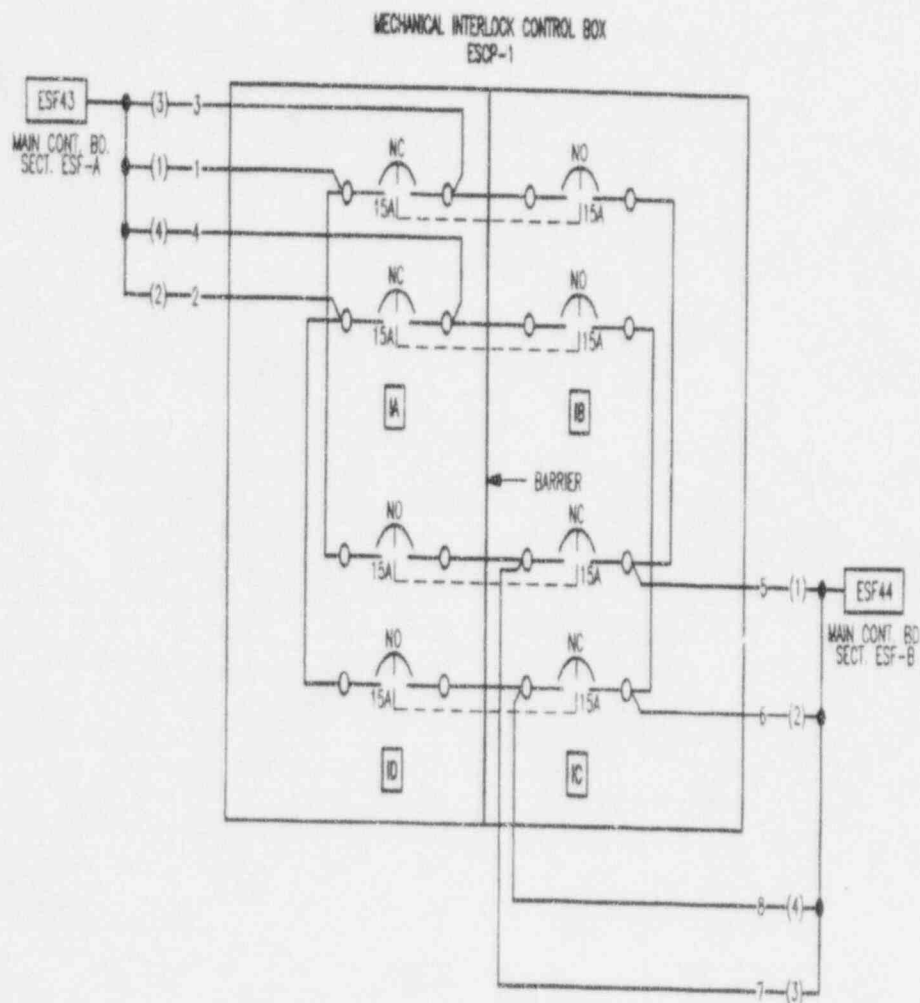 MECHANICAL INTERLOCK CONTROL BOX
ESCP-1
ESF43
MAIN CONT. BD.
SECT. ESF-A
(3) 3
(1) 1
(4) 4
(2) 2
NC
15A
NO
15A
NC
15A
NO
15A
IA
IB
BARRIER
NO
15A
NC
15A
5 (1)
ESF44
MAIN CONT. BD
SECT. ESF-B
NO
15A
NC
15A
6 (2)
ID
IC
8 (4)
7 (3)